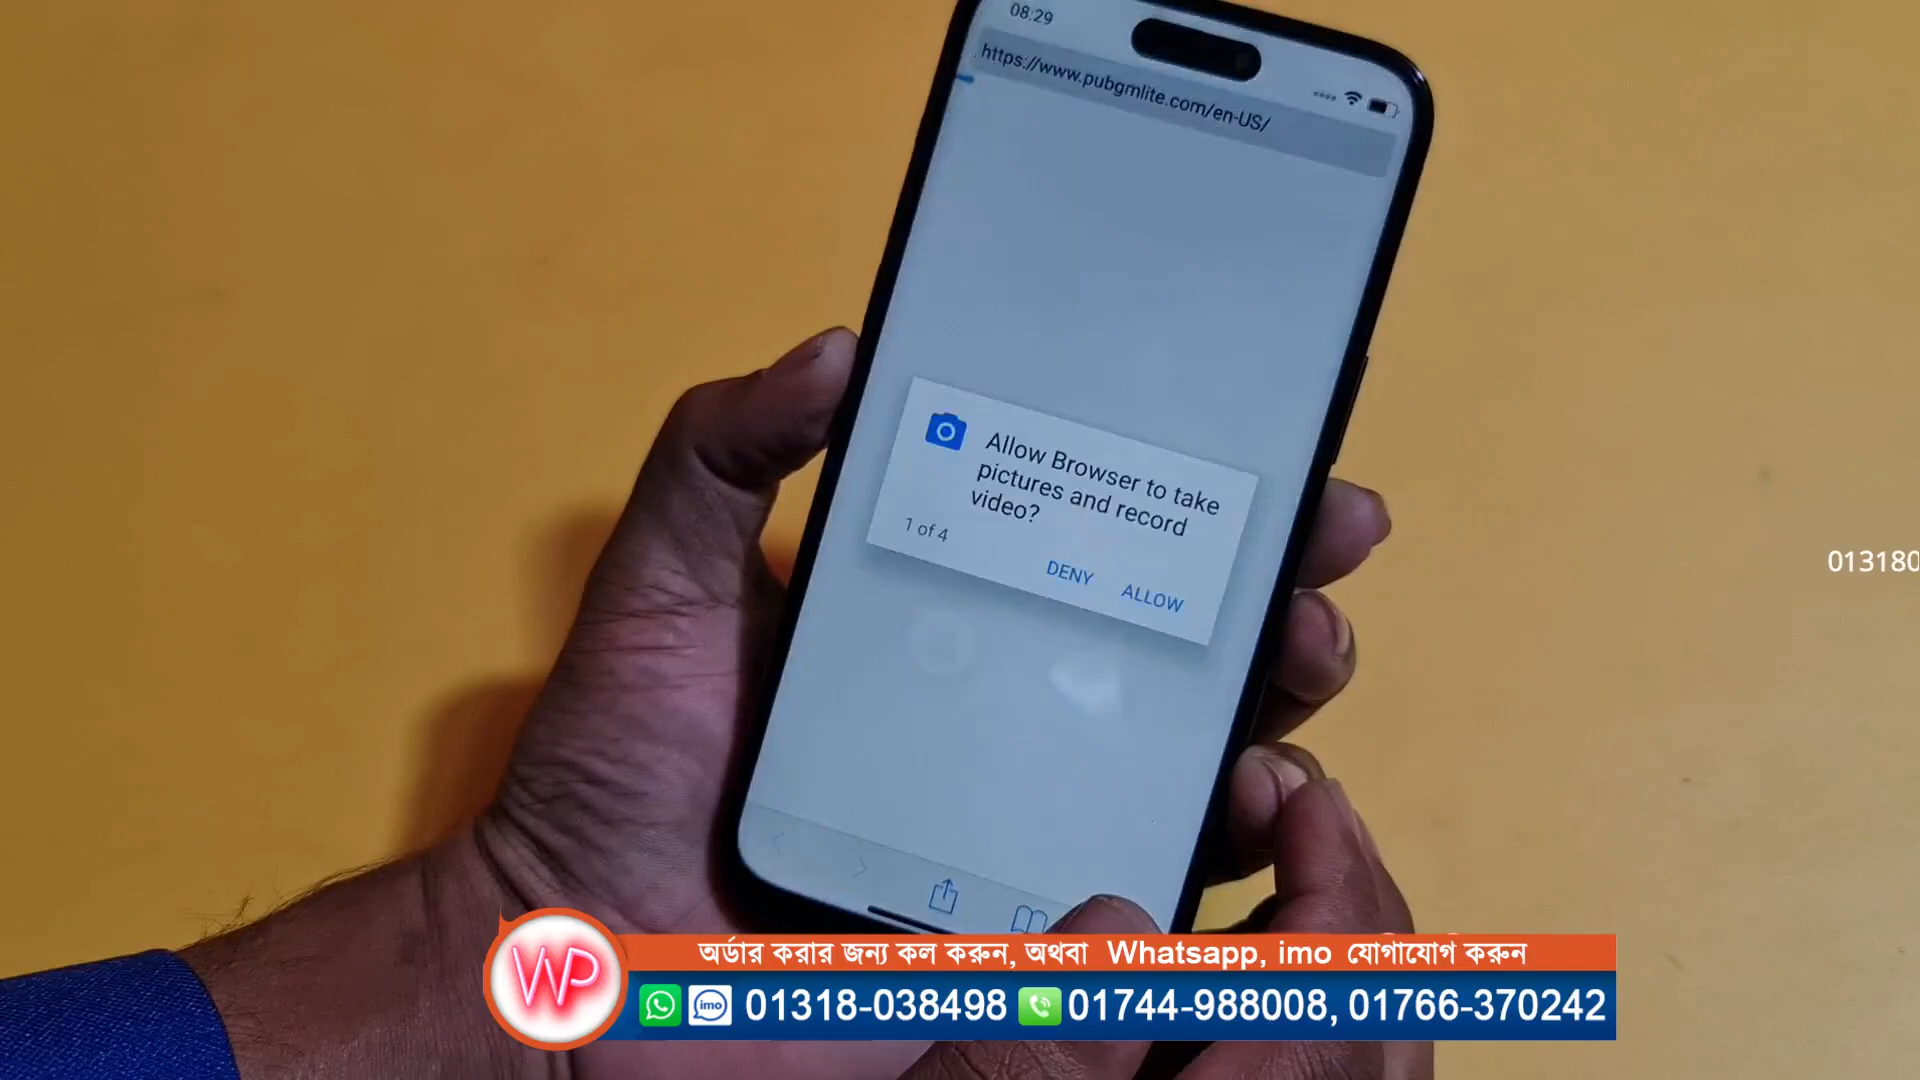 08:29
https://www.pubgmlite.com/en-US/
Allow Browser to take
pictures and record
video?
1 of 4
DENY ALLOW
013180
WP
অর্ডার করার জন্য কল করুন, অথবা Whatsapp, imo যোগাযোগ করুন
imo 01318-038498 01744-988008, 01766-370242